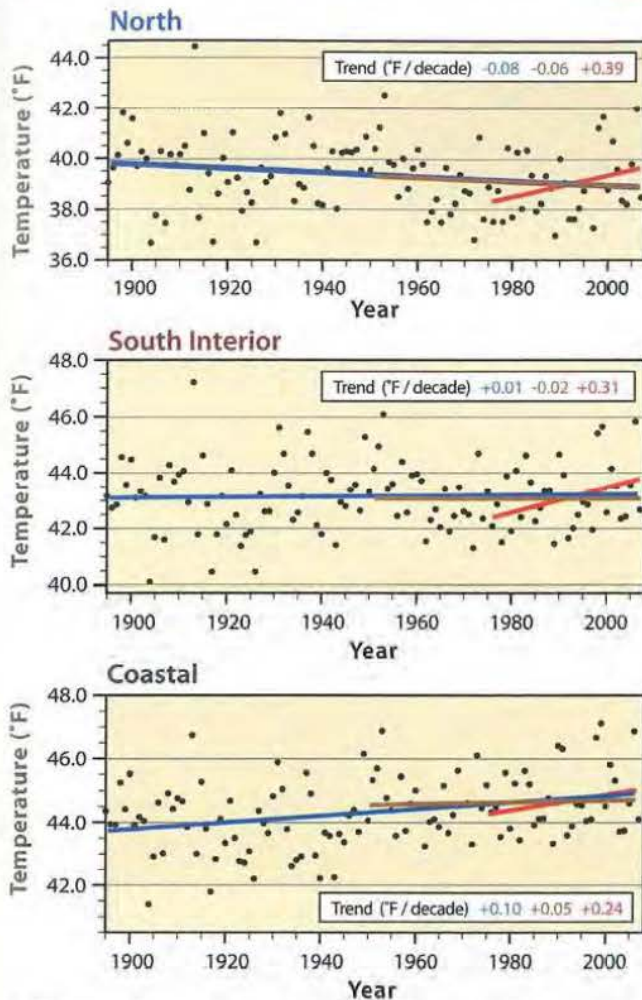 North
Temperature (°F)
44.0
42.0
40.0
38.0
36.0
Trend (°F / decade) -0.08 -0.06 +0.39
1900 1920 1940 1960 1980 2000
Year
South Interior
Temperature (°F)
48.0
46.0
44.0
42.0
40.0
Trend (°F / decade) +0.01 -0.02 +0.31
1900 1920 1940 1960 1980 2000
Year
Coastal
Temperature (°F)
48.0
46.0
44.0
42.0
Trend (°F / decade) +0.10 +0.05 +0.24
1900 1920 1940 1960 1980 2000
Year